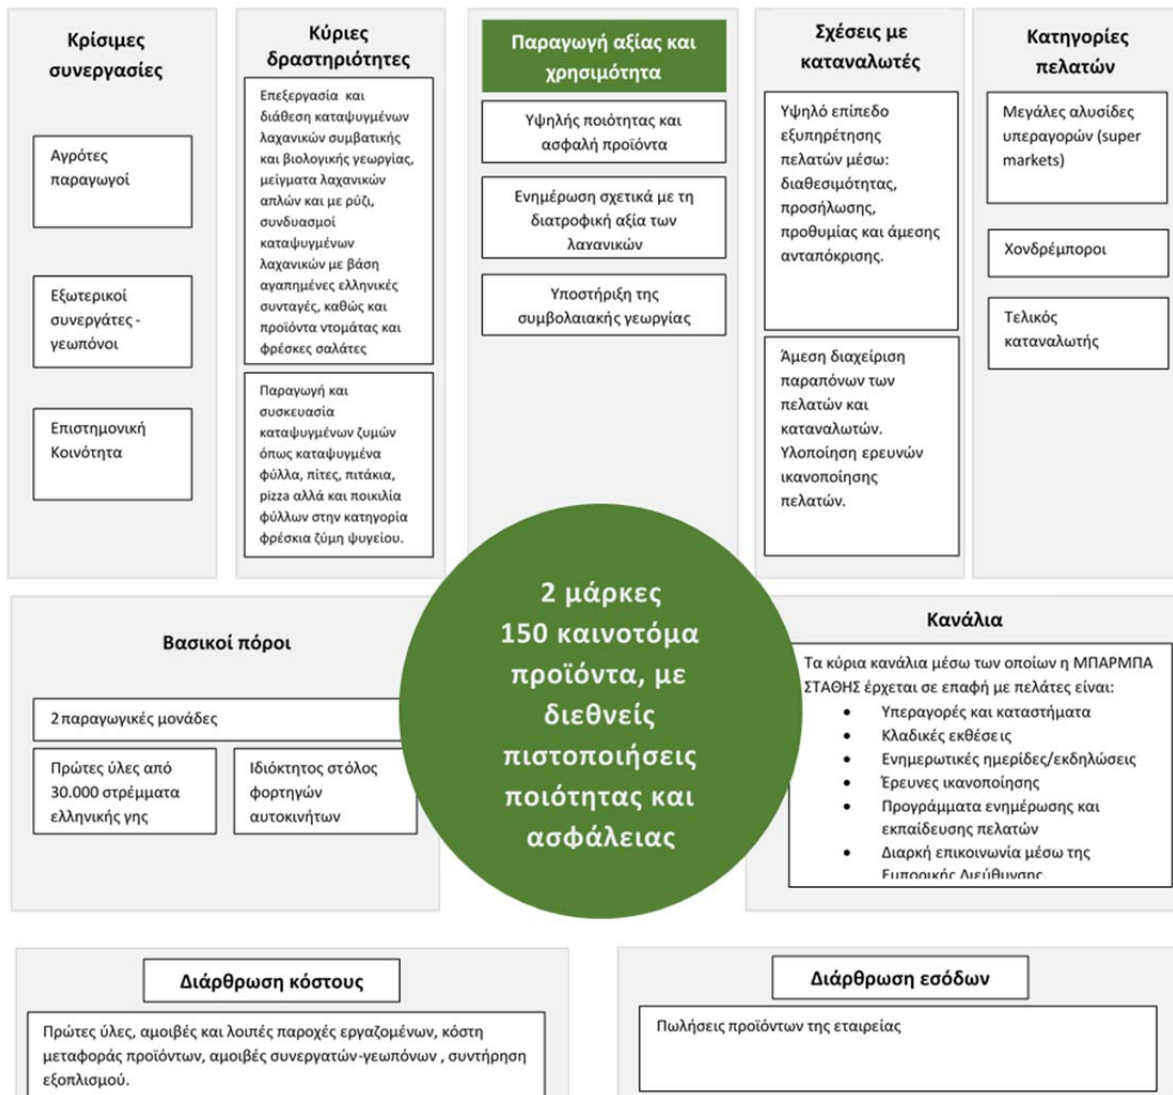 Κρίσιμες
συνεργασίες
Αγρότες
παραγωγοί
Εξωτερικοί
συνεργάτες -
γεωπόνοι
Επιστημονική
Κοινότητα
Κύριες
δραστηριότητες
Επεξεργασία και
διάθεση καταψυγμένων
λαχανικών συμβατικής
και βιολογικής γεωργίας,
μείγματα λαχανικών
απλών και με ρύζι,
συνδυασμοί
καταψυγμένων
λαχανικών με βάση
αγαπημένες ελληνικές
συνταγές, καθώς και
προϊόντα ντομάτας και
φρέσκες σαλάτες
Παραγωγή και
συσκευασία
καταψυγμένων ζυμών
όπως καταψυγμένα
φύλλα, πίτες, πιτάκια,
pizza αλλά και ποικιλία
φύλλων στην κατηγορία
φρέσκια ζύμη ψυγείου.
Παραγωγή αξίας και
χρησιμότητα
Υψηλής ποιότητας και
ασφαλή προϊόντα
Ενημέρωση σχετικά με τη
διατροφική αξία των
λαχανικών
Υποστήριξη της
συμβολαιακής γεωργίας
Σχέσεις με
καταναλωτές
Υψηλό επίπεδο
εξυπηρέτησης
πελατών μέσω:
διαθεσιμότητας,
προσήλωσης,
προθυμίας και άμεσης
ανταπόκρισης.
Άμεση διαχείριση
παραπόνων των
πελατών και
καταναλωτών.
Υλοποίηση ερευνών
ικανοποίησης
πελατών.
Κατηγορίες
πελατών
Μεγάλες αλυσίδες
υπεραγορών (super
markets)
Χονδρέμποροι
Τελικός
καταναλωτής
Βασικοί πόροι
2 παραγωγικές μονάδες
Πρώτες ύλες από
30.000 στρέμματα
ελληνικής γης
Ιδιόκτητος στόλος
φορτηγών
αυτοκινήτων
2 μάρκες
150 καινοτόμα
προϊόντα, με
διεθνείς
πιστοποιήσεις
ποιότητας και
ασφάλειας
Κανάλια
Τα κύρια κανάλια μέσω των οποίων η ΜΠΑΡΜΠΑ
ΣΤΑΘΗΣ έρχεται σε επαφή με πελάτες είναι:
• Υπεραγορές και καταστήματα
• Κλαδικές εκθέσεις
• Ενημερωτικές ημερίδες/εκδηλώσεις
• Έρευνες ικανοποίησης
• Προγράμματα ενημέρωσης και
εκπαίδευσης πελατών
• Διαρκή επικοινωνία μέσω της
Εμπορικής Διεύθυνσης.
Διάρθρωση κόστους
Πρώτες ύλες, αμοιβές και λοιπές παροχές εργαζομένων, κόστη
μεταφοράς προϊόντων, αμοιβές συνεργατών-γεωπόνων , συντήρηση
εξοπλισμού.
Διάρθρωση εσόδων
Πωλήσεις προϊόντων της εταιρείας